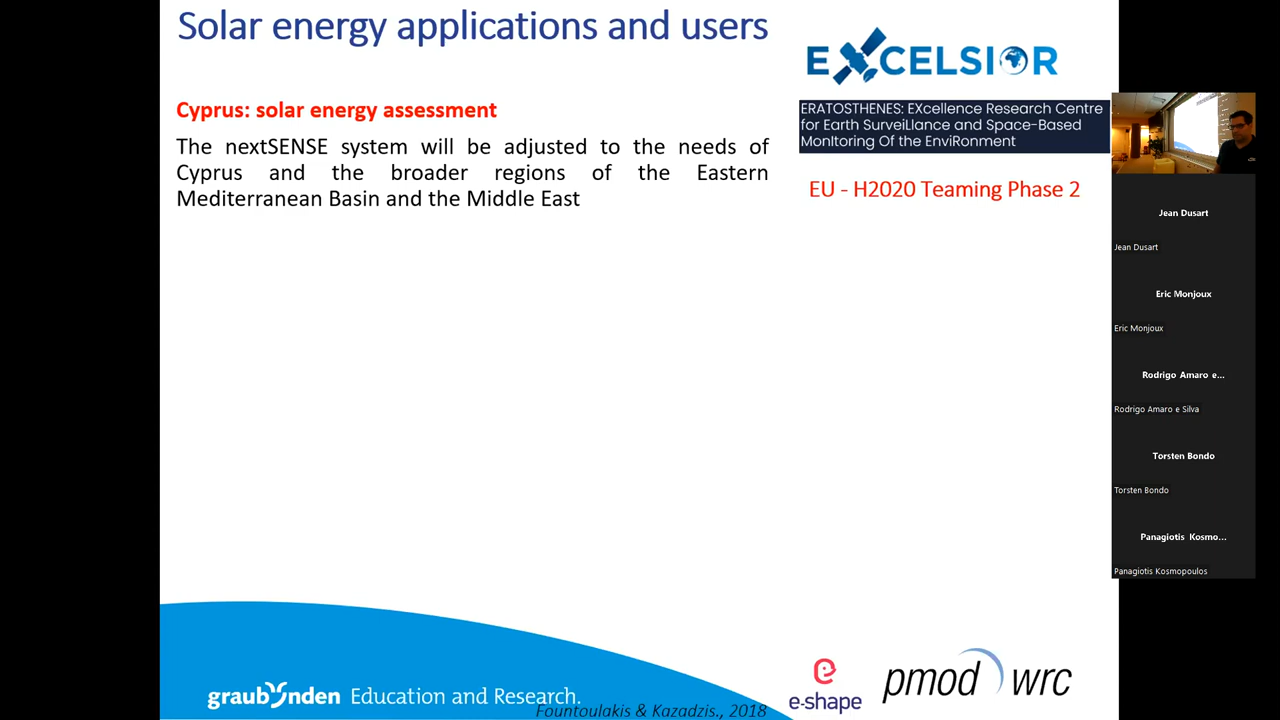 Solar energy applications and users
EXCELSIOR
Cyprus: solar energy assessment
ERATOSTHENES: EXcellence Research Centre
for Earth SurveiLlance and Space-Based
MonItoring Of the EnviRonment
The nextSENSE system will be adjusted to the needs of
Cyprus and the broader regions of the Eastern
Mediterranean Basin and the Middle East
EU - H2020 Teaming Phase 2
Jean Dusart
Jean Dusart
Eric Monjoux
Eric Monjoux
Rodrigo Amaro e...
Rodrigo Amaro e Silva
Torsten Bondo
Torsten Bondo
Panagiotis Kosmo...
Panagiotis Kosmopoulos
graubünden Education and Research.
Fountoulakis & Kazadzis., 2018
e-shape
pmod wrc